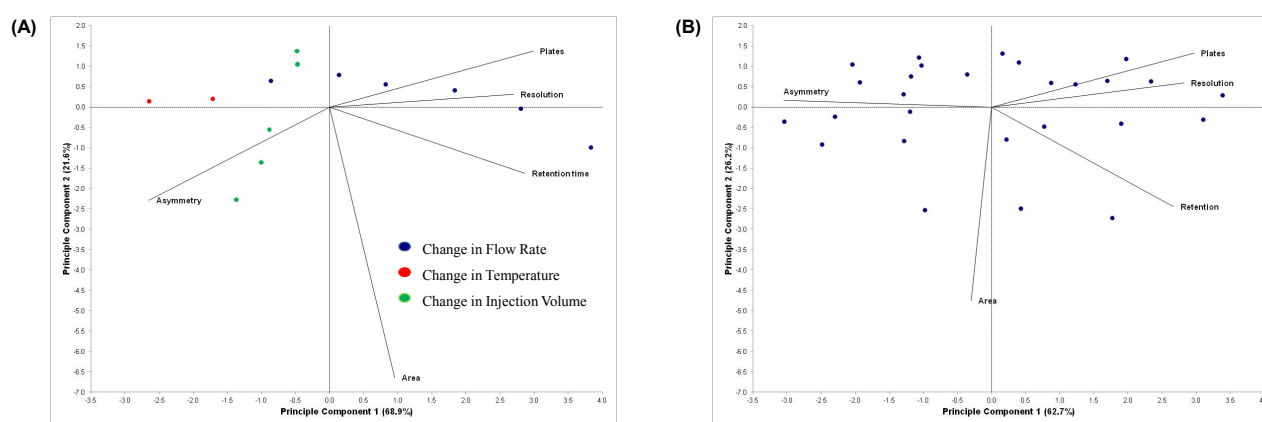 (A)
2.0
1.5
1.0
0.5
0.0
-0.5
-1.0
-1.5
-2.0
-2.5
-3.0
-3.5
-4.0
-4.5
-5.0
-5.5
-6.0
-6.5
-7.0
Principle Component 2 (21.6%)
Plates
Resolution
Retention time
Asymmetry
Area
Change in Flow Rate
Change in Temperature
Change in Injection Volume
-3.5 -3.0 -2.5 -2.0 -1.5 -1.0 -0.5 0.0 0.5 1.0 1.5 2.0 2.5 3.0 3.5 4.0
Principle Component 1 (68.9%)
(B)
2.0
1.5
1.0
0.5
0.0
-0.5
-1.0
-1.5
-2.0
-2.5
-3.0
-3.5
-4.0
-4.5
-5.0
-5.5
-6.0
-6.5
-7.0
Principle Component 2 (26.2%)
Plates
Resolution
Asymmetry
Retention
Area
-3.5 -3.0 -2.5 -2.0 -1.5 -1.0 -0.5 0.0 0.5 1.0 1.5 2.0 2.5 3.0 3.5
Principle Component 1 (62.7%)